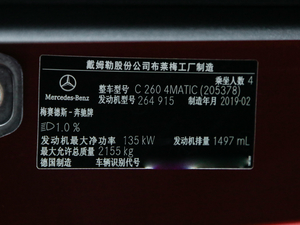 戴姆勒股份公司布莱梅工厂制造
乘坐人数 4
整车型号 C 260 4MATIC (205378)
发动机型号 264 915 制造年月 2019-02
Mercedes-Benz
梅赛德斯-奔驰牌
1.0 %
发动机最大净功率 135 kW 发动机排量 1497 mL
最大允许总质量 2155 kg
德国制造 车辆识别代号